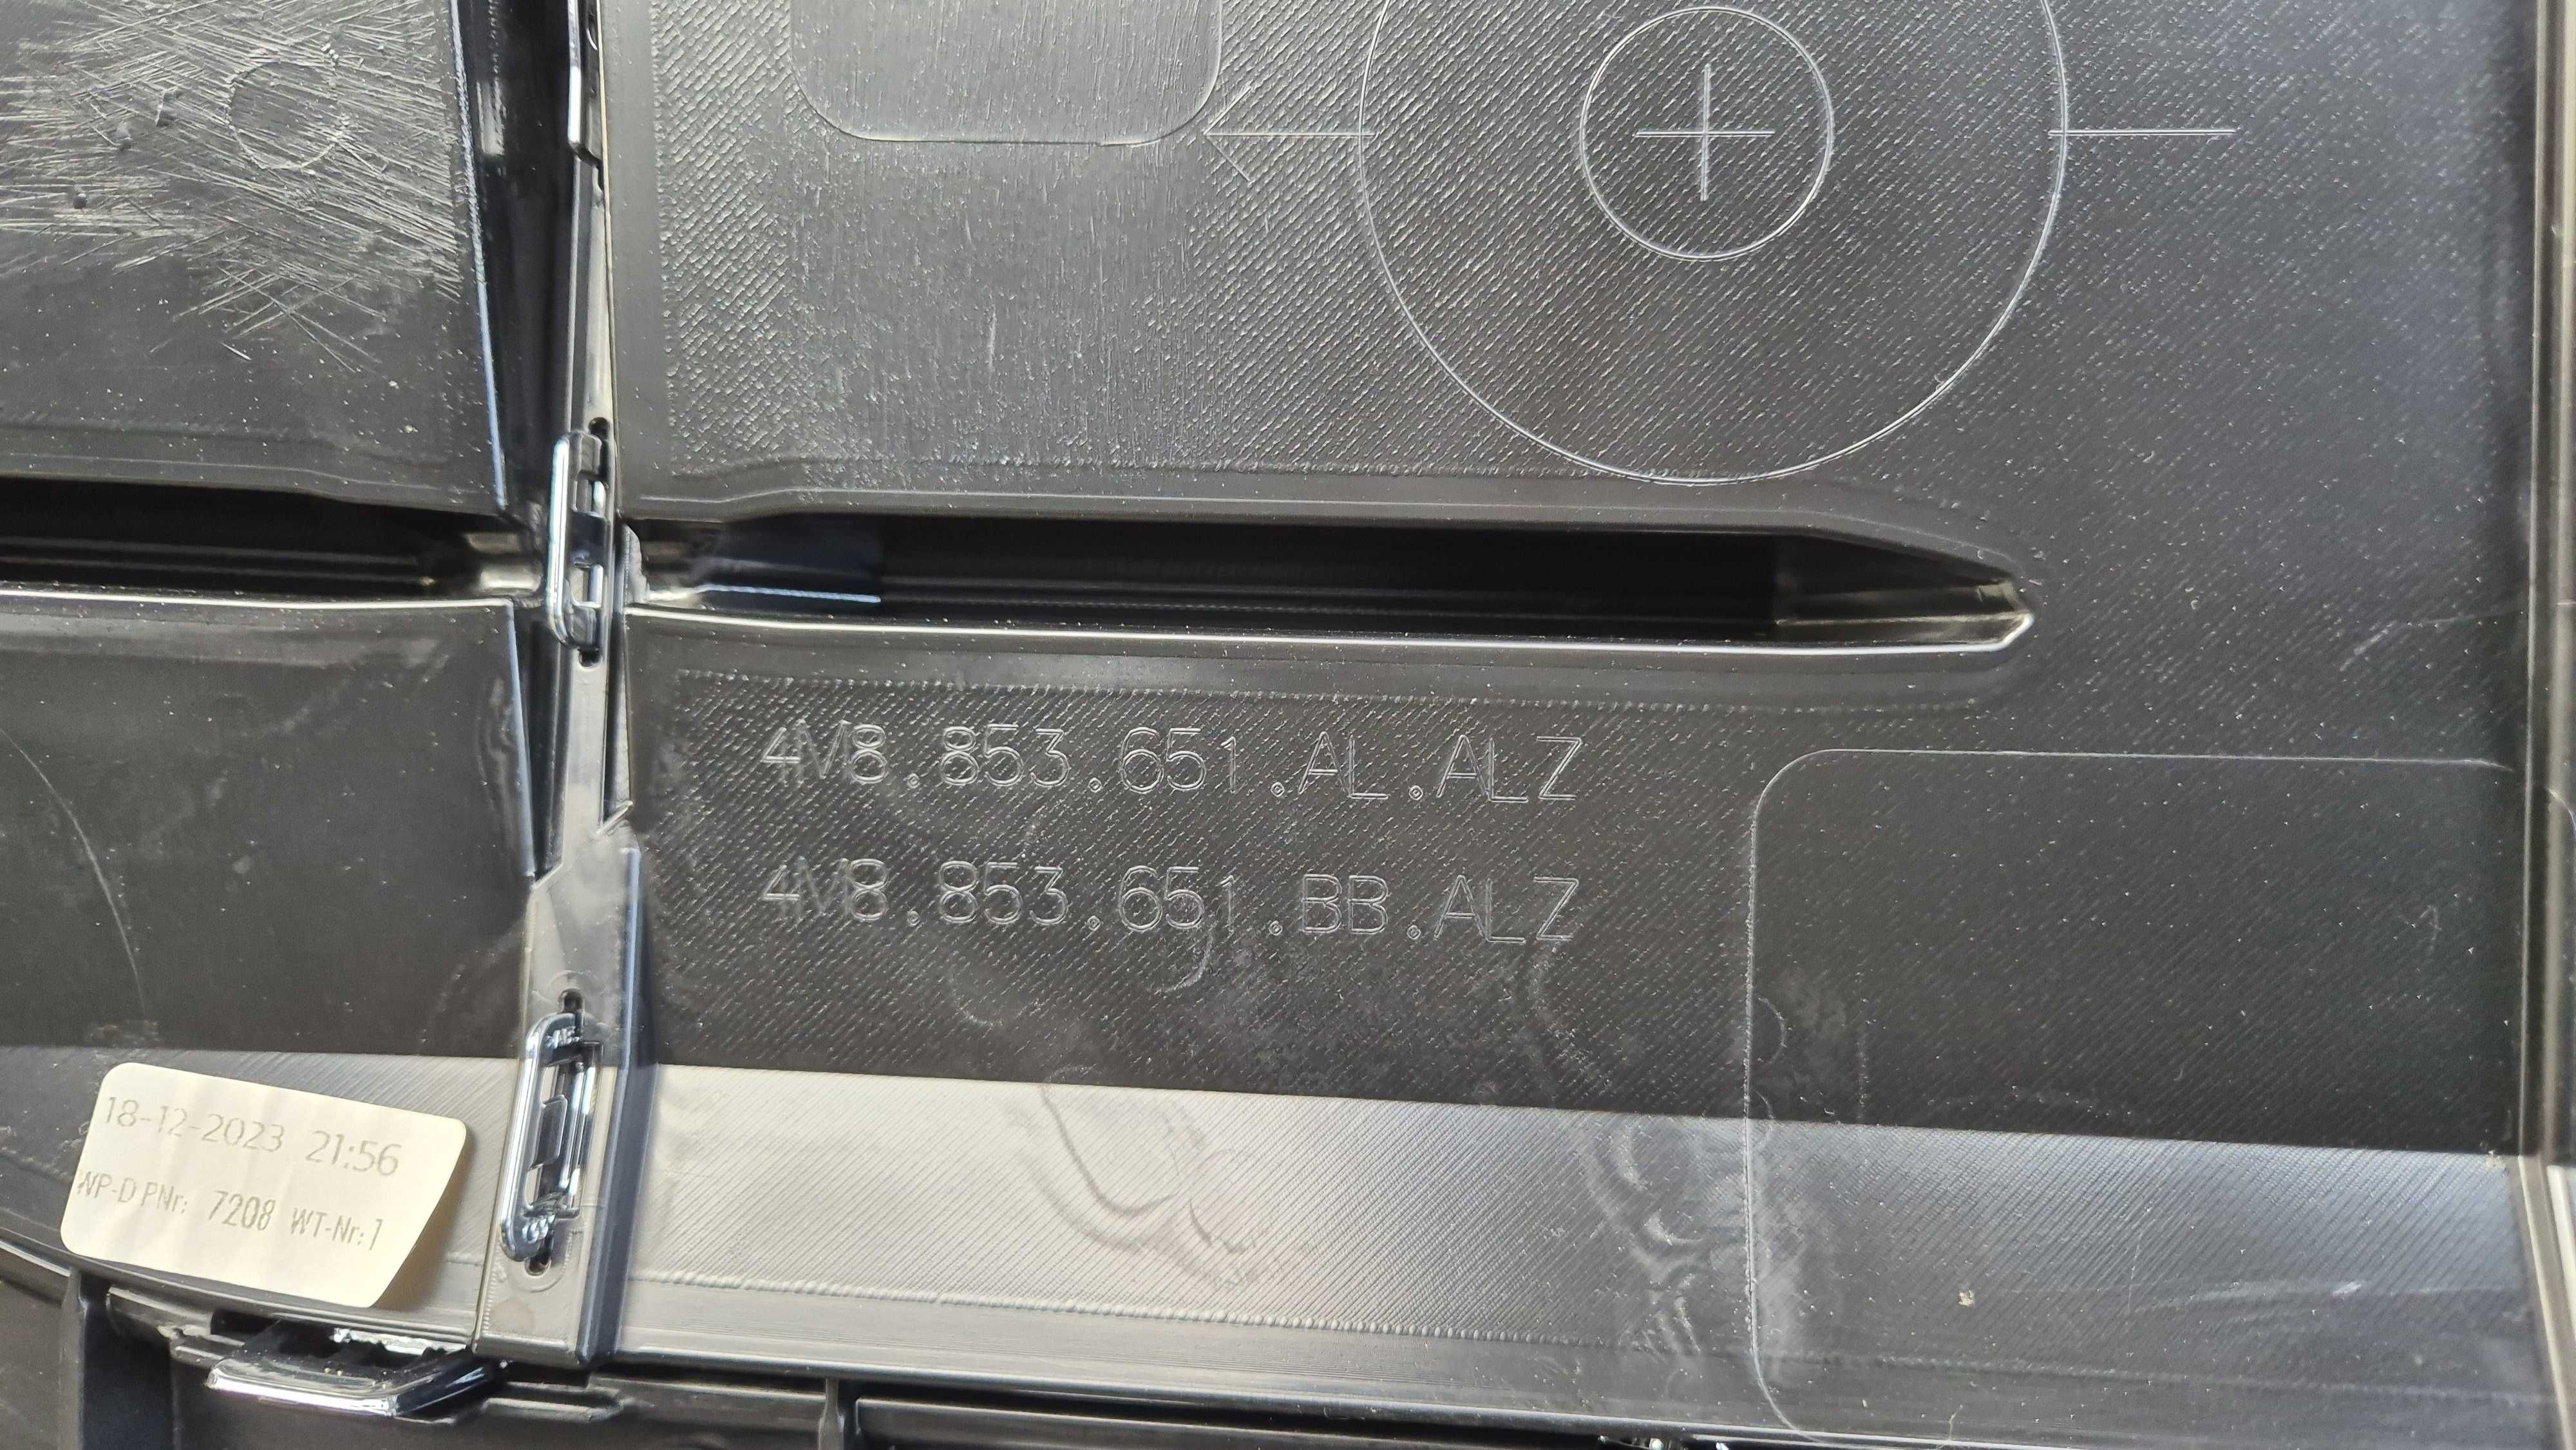 4M8.853.651.AL.ALZ
4M8.853.651.BB.ALZ
18-12-2023 21:56
WP-D PNr: 7208 WT-Nr:1